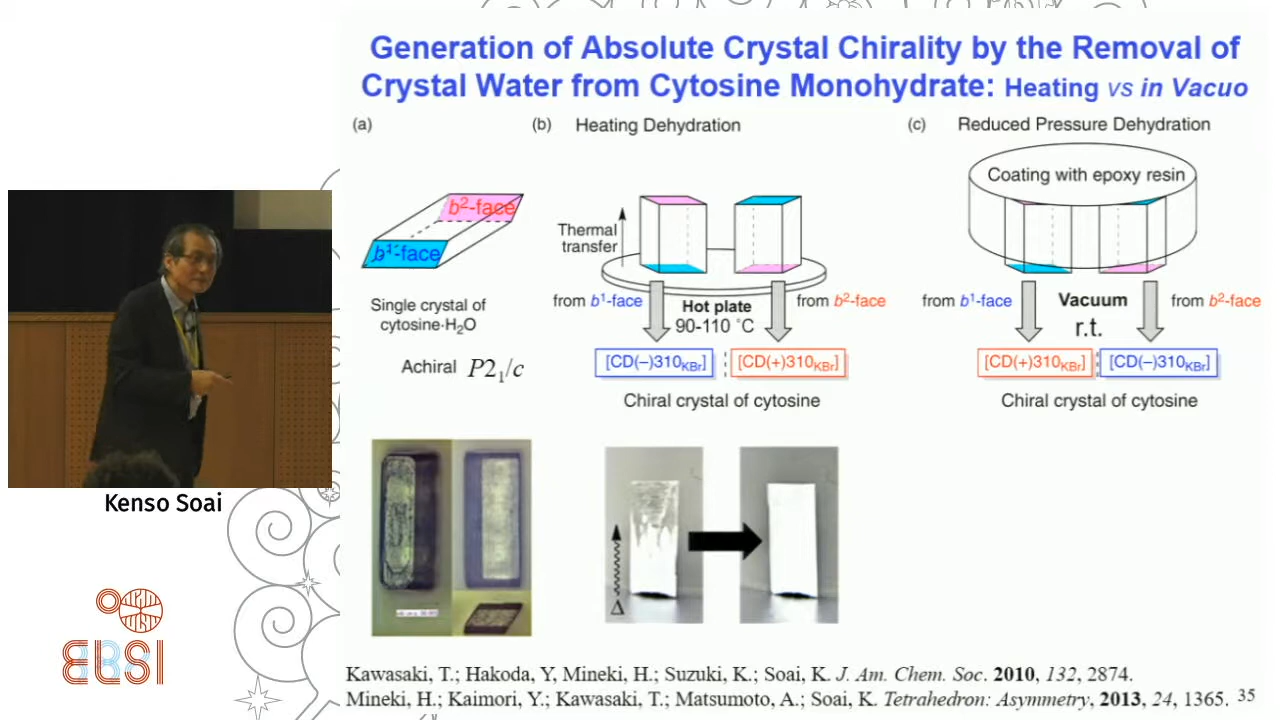 Generation of Absolute Crystal Chirality by the Removal of
Crystal Water from Cytosine Monohydrate: Heating vs in Vacuo
(a)
(b) Heating Dehydration
(c) Reduced Pressure Dehydration
b²-face
b¹-face
Single crystal of
cytosine·H₂O
Achiral P2₁/c
Thermal
transfer
from b¹-face
Hot plate
90-110 ˚C
from b²-face
[CD(−)310KBr]
[CD(+)310KBr]
Chiral crystal of cytosine
Coating with epoxy resin
from b¹-face
Vacuum
r.t.
from b²-face
[CD(+)310KBr]
[CD(−)310KBr]
Chiral crystal of cytosine
Δ
Kawasaki, T.; Hakoda, Y, Mineki, H.; Suzuki, K.; Soai, K. J. Am. Chem. Soc. 2010, 132, 2874.
Mineki, H.; Kaimori, Y.; Kawasaki, T.; Matsumoto, A.; Soai, K. Tetrahedron: Asymmetry, 2013, 24, 1365.
35
Kenso Soai
ELSI